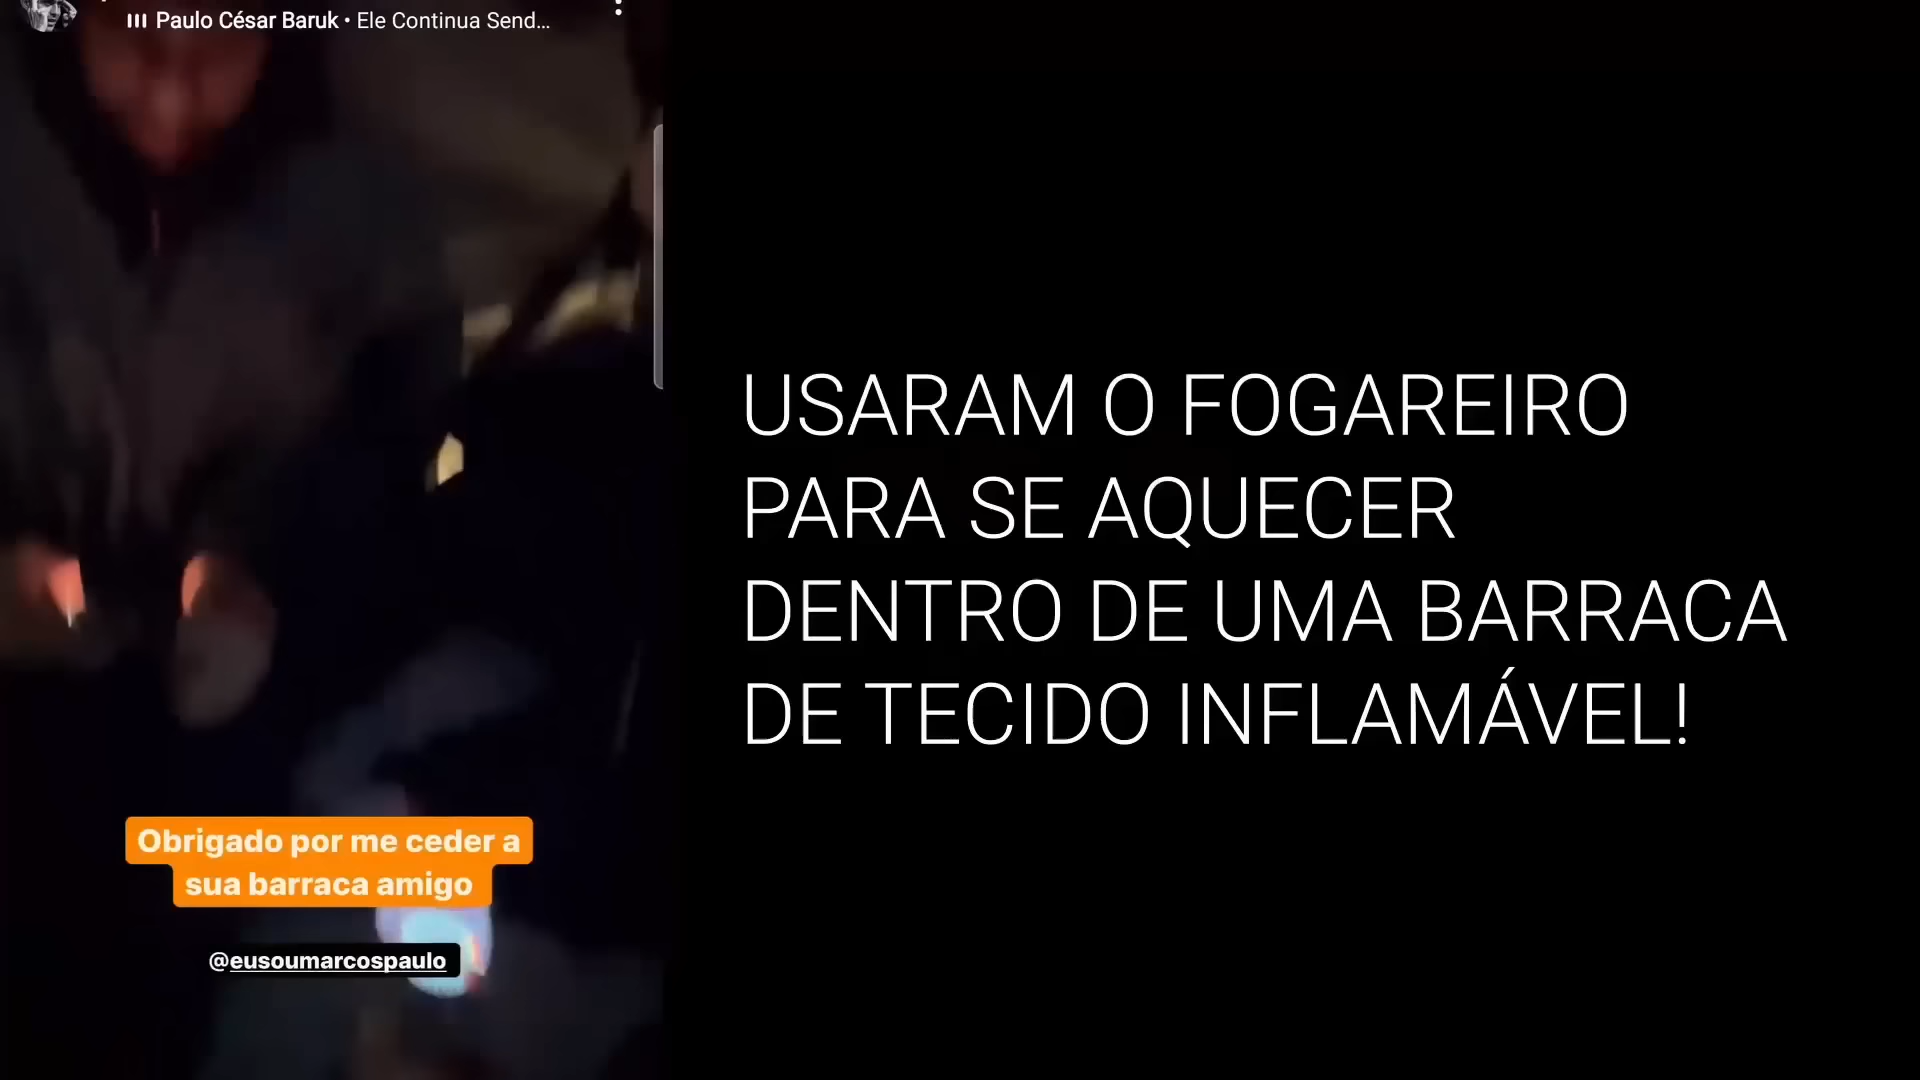 Paulo César Baruk • Ele Continua Send...
USARAM O FOGAREIRO
PARA SE AQUECER
DENTRO DE UMA BARRACA
DE TECIDO INFLAMÁVEL!
Obrigado por me ceder a
sua barraca amigo
@eusoumarcospaulo